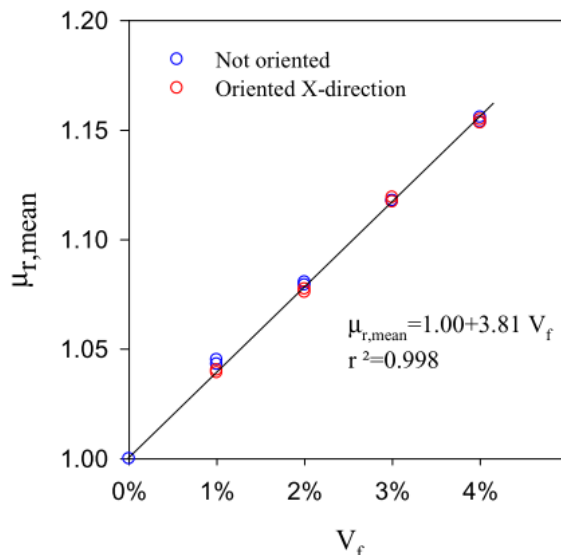 1.20
Not oriented
Oriented X-direction
1.15
μr,mean
1.10
μr,mean=1.00+3.81 Vf
r ²=0.998
1.05
1.00
0% 1% 2% 3% 4%
Vf